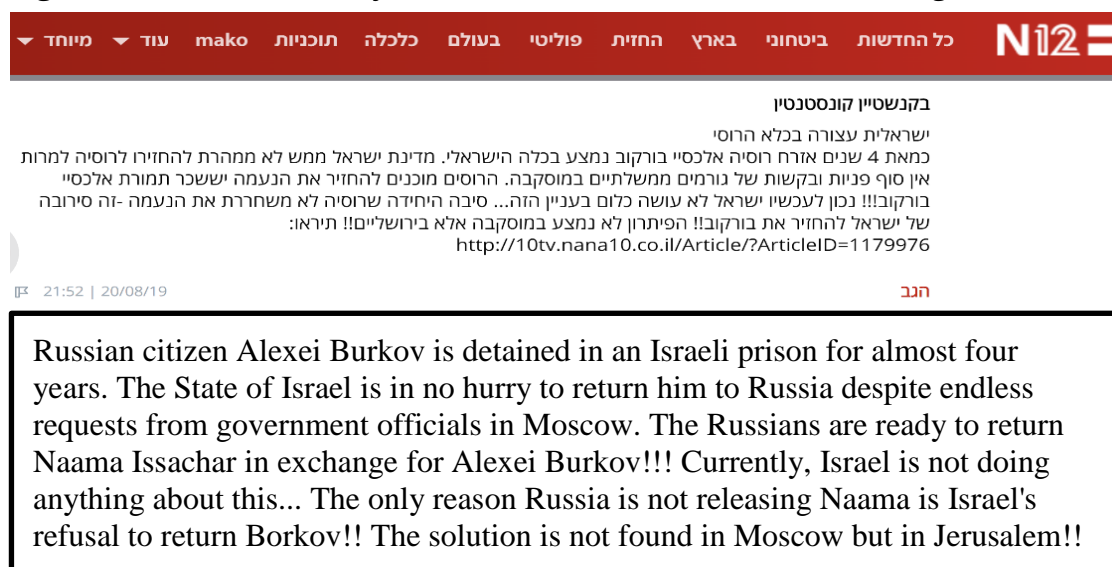 N12
כל החדשות ביטחוני בארץ החזית פוליטי בעולם כלכלה תוכניות mako עוד מיוחד
בקנשטיין קונסטנטין
ישראלית עצורה בכלא הרוסי
כמאת 4 שנים אזרח רוסיה אלכסיי בורקוב נמצע בכלה הישראלי. מדינת ישראל ממש לא ממהרת להחזירו לרוסיה למרות
אין סוף פניות ובקשות של גורמים ממשלתיים במוסקבה. הרוסים מוכנים להחזיר את הנעמה יששכר תמורת אלכסיי
בורקוב!!! נכון לעכשיו ישראל לא עושה כלום בעניין הזה... סיבה היחידה שרוסיה לא משחררת את הנעמה -זה סירובה
של ישראל להחזיר את בורקוב!! הפיתרון לא נמצע במוסקבה אלא בירושליים!! תיראו:
http://10tv.nana10.co.il/Article/?ArticleID=1179976
הגב
21:52 | 20/08/19
Russian citizen Alexei Burkov is detained in an Israeli prison for almost four
years. The State of Israel is in no hurry to return him to Russia despite endless
requests from government officials in Moscow. The Russians are ready to return
Naama Issachar in exchange for Alexei Burkov!!! Currently, Israel is not doing
anything about this... The only reason Russia is not releasing Naama is Israel's
refusal to return Borkov!! The solution is not found in Moscow but in Jerusalem!!